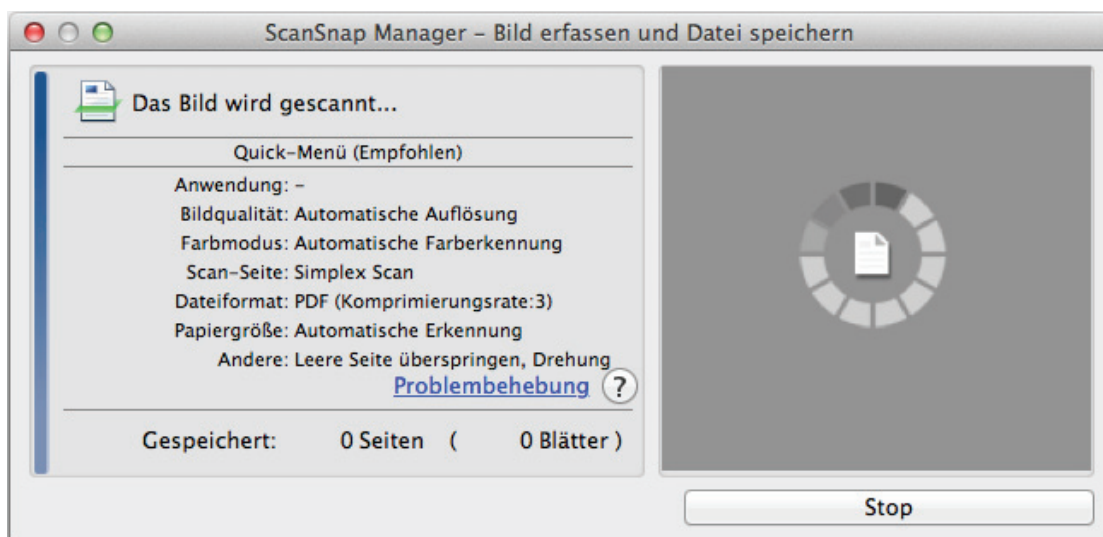 ScanSnap Manager – Bild erfassen und Datei speichern
Das Bild wird gescannt...
Quick-Menü (Empfohlen)
Anwendung: –
Bildqualität: Automatische Auflösung
Farbmodus: Automatische Farberkennung
Scan-Seite: Simplex Scan
Dateiformat: PDF (Komprimierungsrate:3)
Papiergröße: Automatische Erkennung
Andere: Leere Seite überspringen, Drehung
Problembehebung ?
Gespeichert: 0 Seiten ( 0 Blätter )
Stop